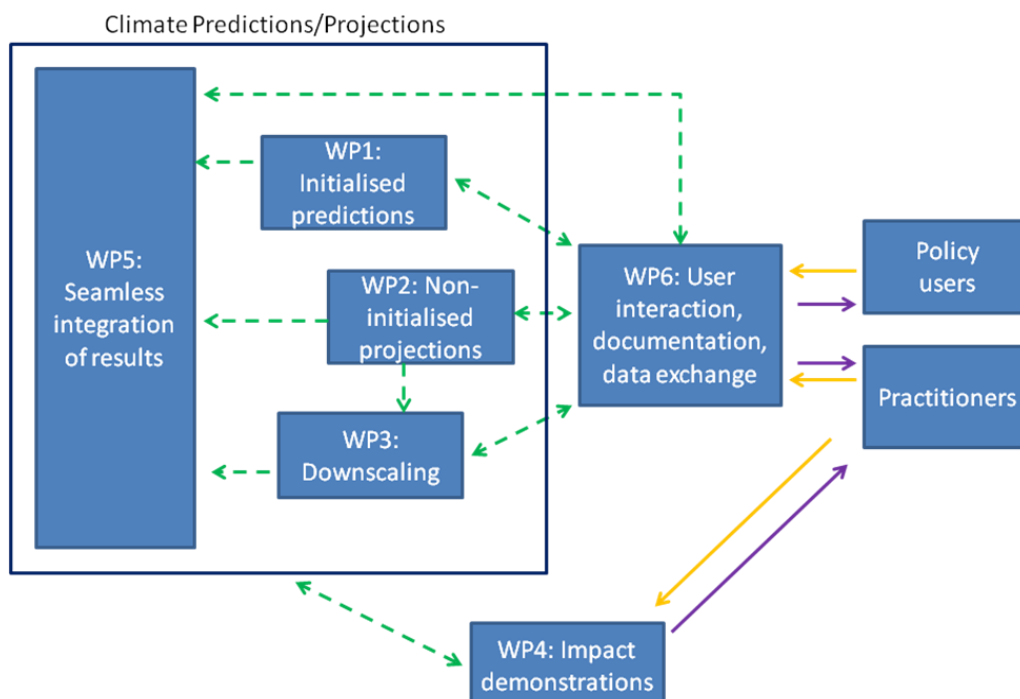 Climate Predictions/Projections
WP5:
Seamless
integration
of results
WP1:
Initialised
predictions
WP2: Non-
initialised
projections
WP3:
Downscaling
WP6: User
interaction,
documentation,
data exchange
Policy
users
Practitioners
WP4: Impact
demonstrations